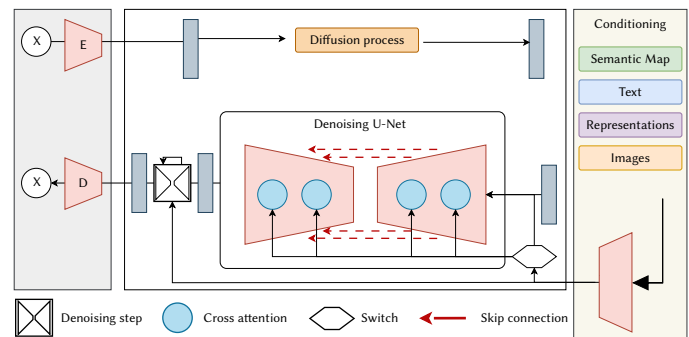 X
E
Diffusion process
Conditioning
Semantic Map
Text
Representations
Images
Denoising U-Net
X
D
Denoising step
Cross attention
Switch
Skip connection